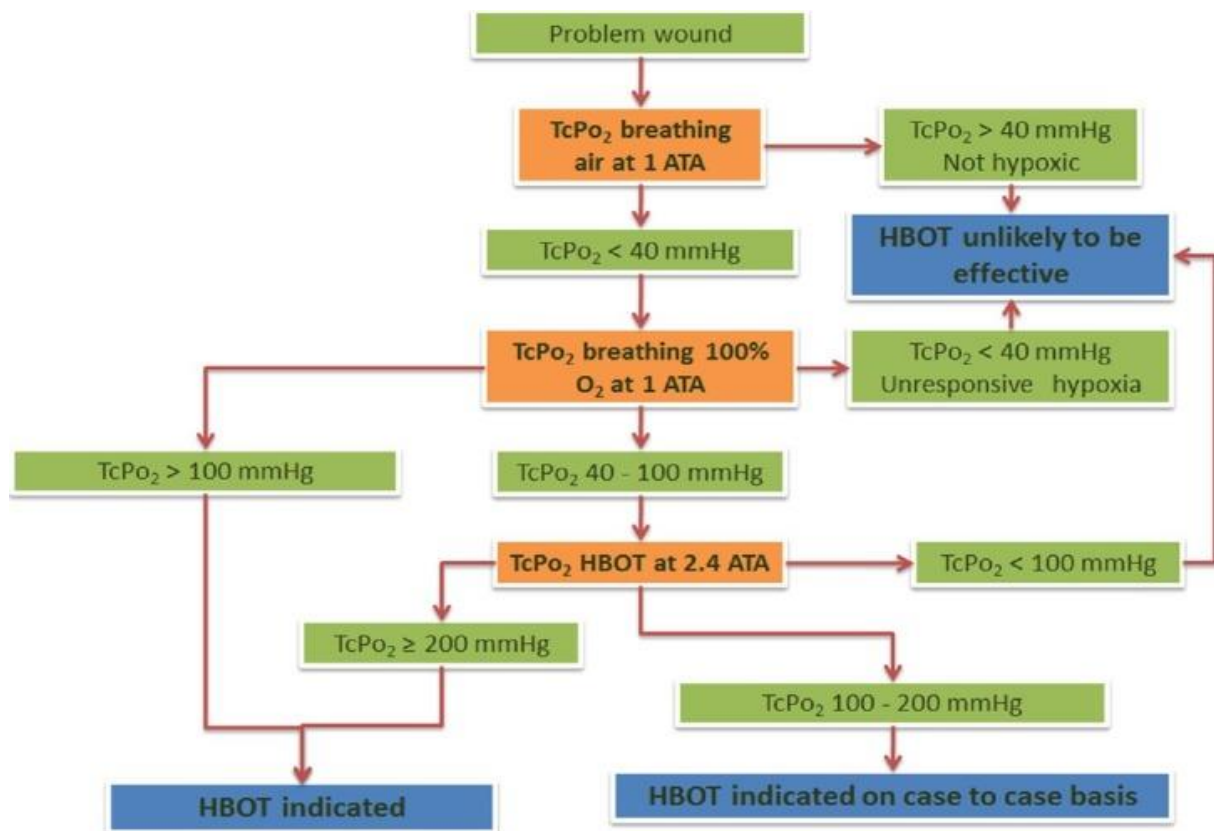 Problem wound
TcPo₂ breathing
air at 1 ATA
TcPo₂ > 40 mmHg
Not hypoxic
TcPo₂ < 40 mmHg
HBOT unlikely to be
effective
TcPo₂ breathing 100%
O₂ at 1 ATA
TcPo₂ < 40 mmHg
Unresponsive hypoxia
TcPo₂ > 100 mmHg
TcPo₂ 40 - 100 mmHg
TcPo₂ HBOT at 2.4 ATA
TcPo₂ < 100 mmHg
TcPo₂ ≥ 200 mmHg
TcPo₂ 100 - 200 mmHg
HBOT indicated
HBOT indicated on case to case basis